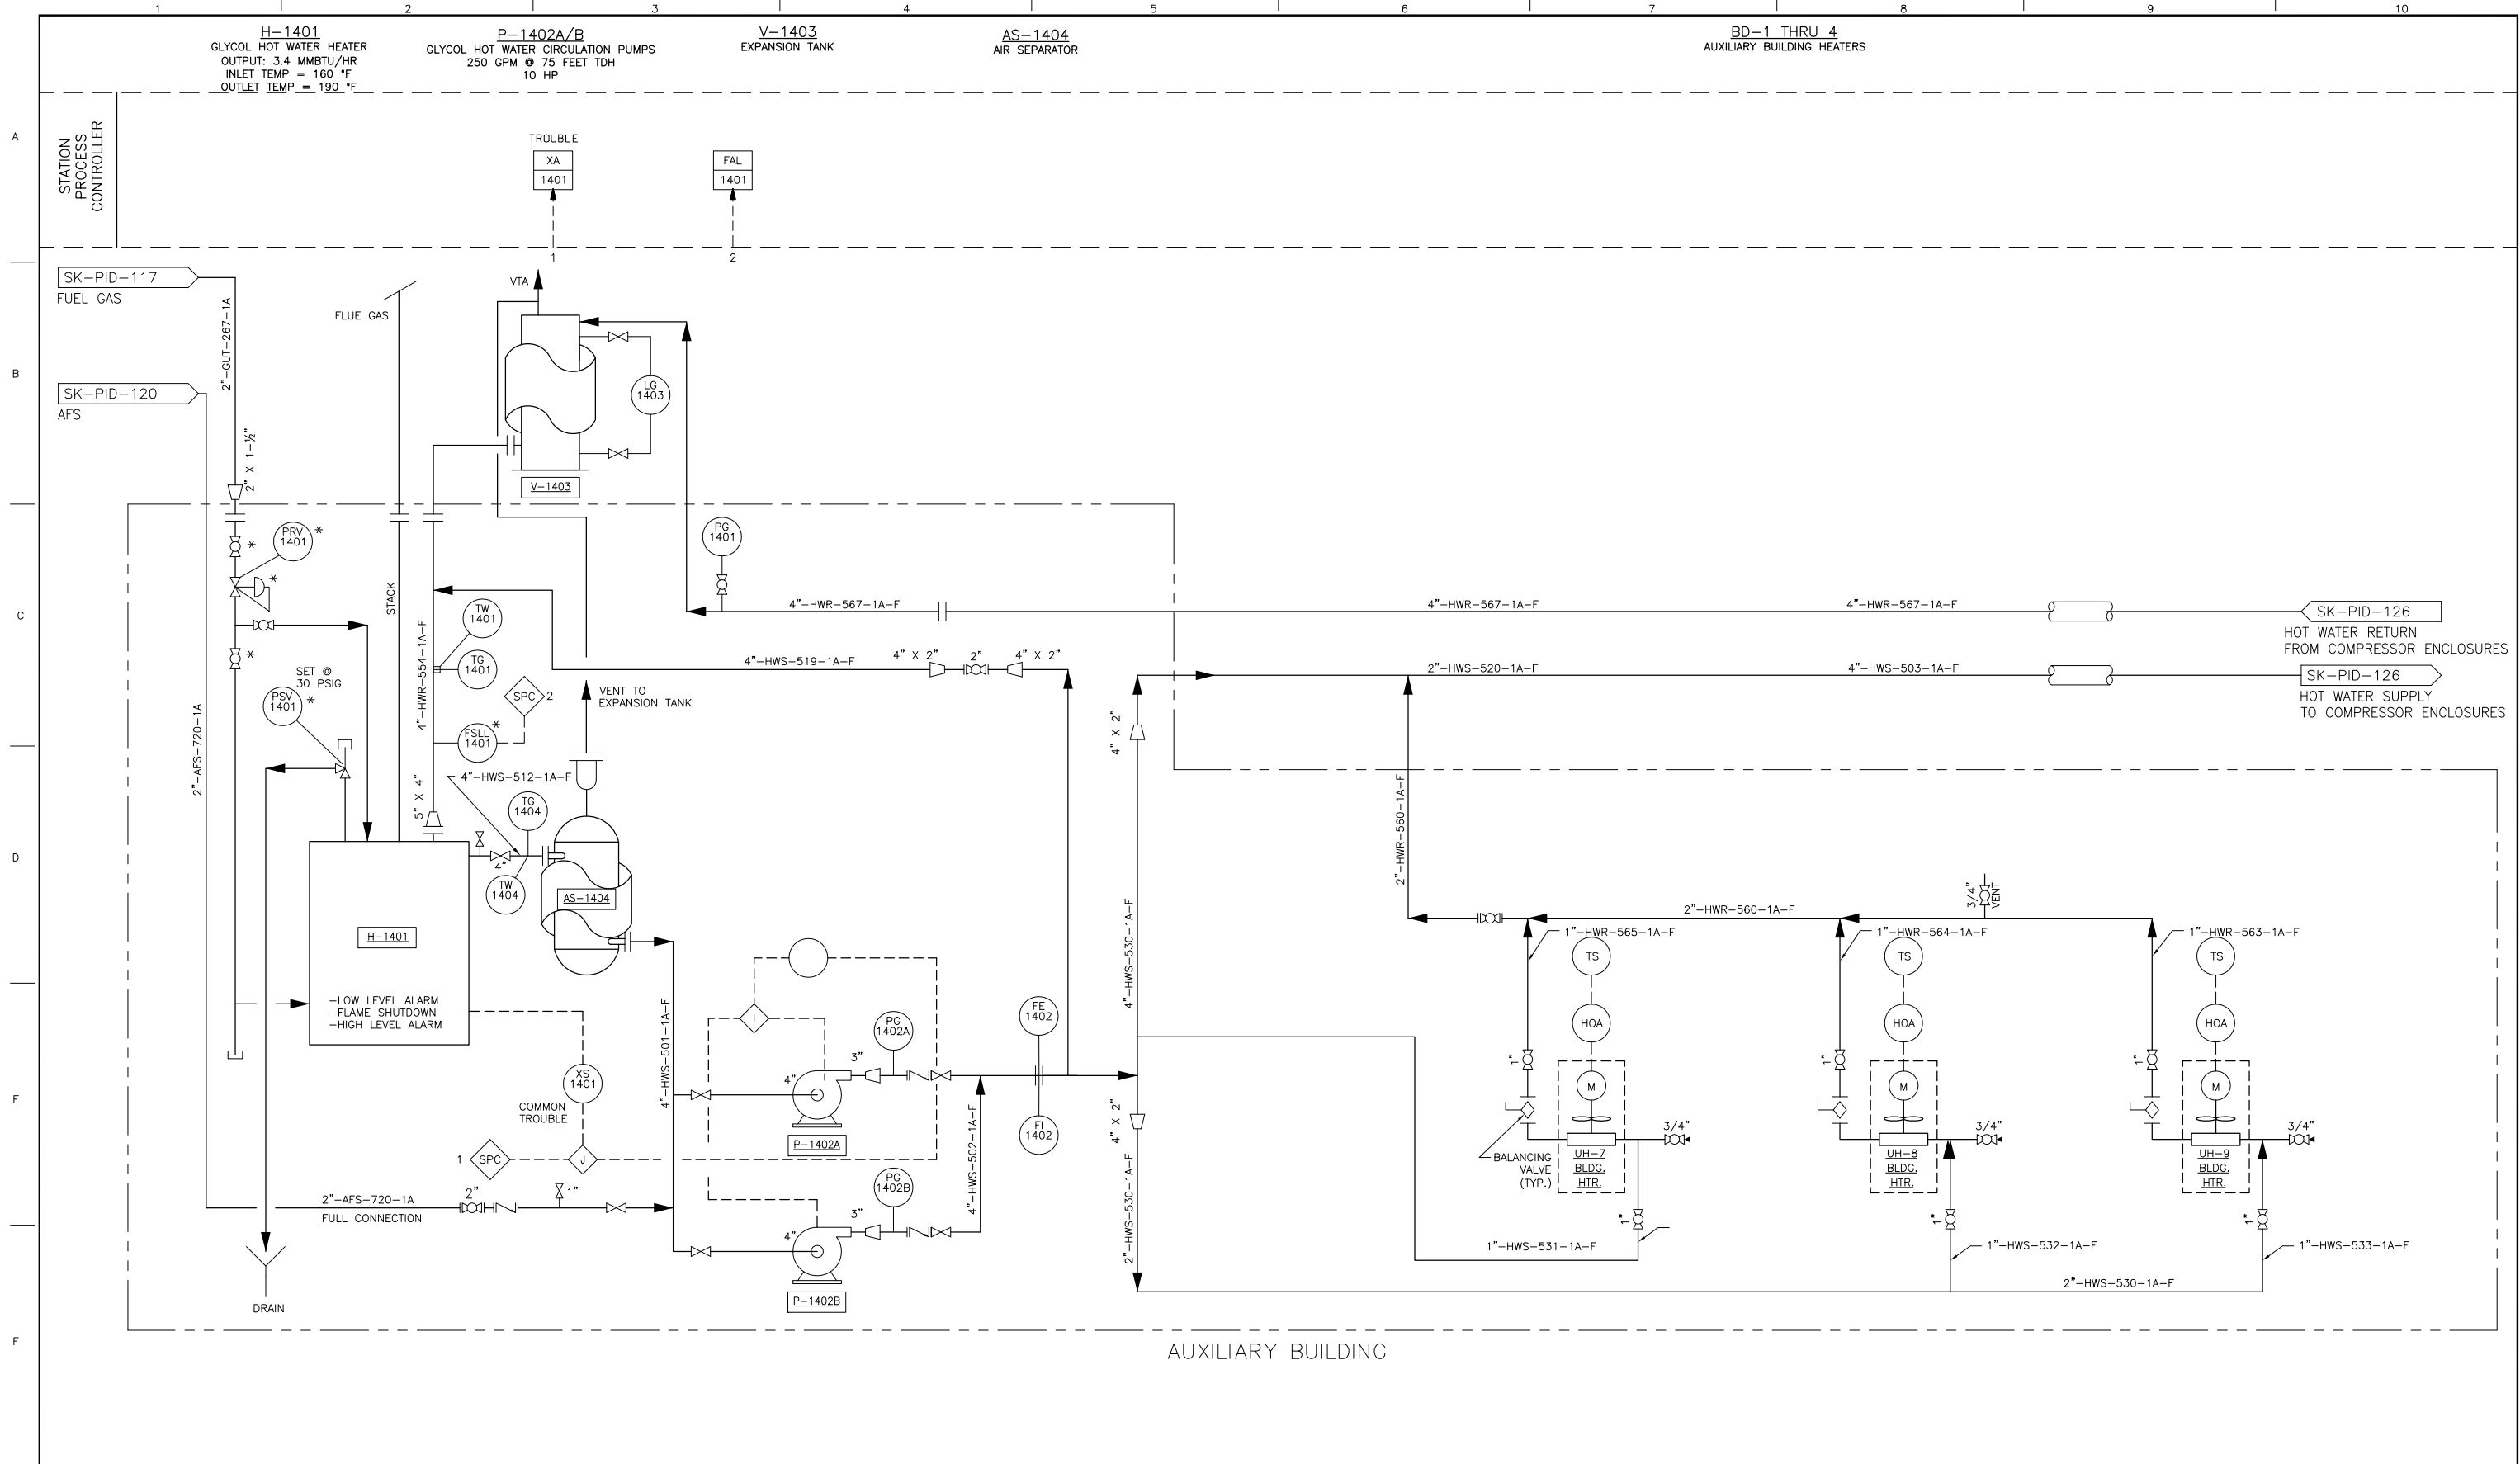 1 2 3 4 5 6 7 8 9 10
H-1401
GLYCOL HOT WATER HEATER
OUTPUT: 3.4 MMBTU/HR
INLET TEMP = 160 °F
OUTLET TEMP = 190 °F
P-1402A/B
GLYCOL HOT WATER CIRCULATION PUMPS
250 GPM @ 75 FEET TDH
10 HP
V-1403
EXPANSION TANK
AS-1404
AIR SEPARATOR
BD-1 THRU 4
AUXILIARY BUILDING HEATERS
A
STATION
PROCESS
CONTROLLER
TROUBLE
XA
1401
FAL
1401
1
2
SK-PID-117
FUEL GAS
2"-GUT-267-1A
FLUE GAS
VTA
B
SK-PID-120
AFS
LG
1403
2" X 1-½"
V-1403
PRV
1401
*
*
*
*
STACK
PG
1401
C
TW
1401
TG
1401
4"-HWR-554-1A-F
4"-HWR-567-1A-F
4"-HWR-567-1A-F
4"-HWR-567-1A-F
SK-PID-126
HOT WATER RETURN
FROM COMPRESSOR ENCLOSURES
4"-HWS-519-1A-F
4" X 2"
2"
4" X 2"
2"-HWS-520-1A-F
4"-HWS-503-1A-F
SK-PID-126
HOT WATER SUPPLY
TO COMPRESSOR ENCLOSURES
SET @
30 PSIG
PSV
1401
*
SPC
2
FSLL
1401
*
VENT TO
EXPANSION TANK
2"-AFS-720-1A
4" X 2"
5" X 4"
4"-HWS-512-1A-F
TG
1404
4"
TW
1404
AS-1404
D
2"-HWR-560-1A-F
3/4"
VENT
2"-HWR-560-1A-F
4"-HWS-530-1A-F
H-1401
-LOW LEVEL ALARM
-FLAME SHUTDOWN
-HIGH LEVEL ALARM
1"-HWR-565-1A-F
1"-HWR-564-1A-F
1"-HWR-563-1A-F
TS
TS
TS
HOA
HOA
HOA
4"-HWS-501-1A-F
I
PG
1402A
3"
4"
P-1402A
FE
1402
FI
1402
E
XS
1401
COMMON
TROUBLE
1
SPC
J
1"
1"
1"
M
M
M
3/4"
3/4"
3/4"
BALANCING
VALVE
(TYP.)
UH-7
BLDG.
HTR.
UH-8
BLDG.
HTR.
UH-9
BLDG.
HTR.
4" X 2"
4"-HWS-502-1A-F
PG
1402B
3"
4"
P-1402B
2"-AFS-720-1A
FULL CONNECTION
2"
1"
2"-HWS-530-1A-F
1"
1"
1"
1"-HWS-531-1A-F
1"-HWS-532-1A-F
1"-HWS-533-1A-F
2"-HWS-530-1A-F
DRAIN
F
AUXILIARY BUILDING